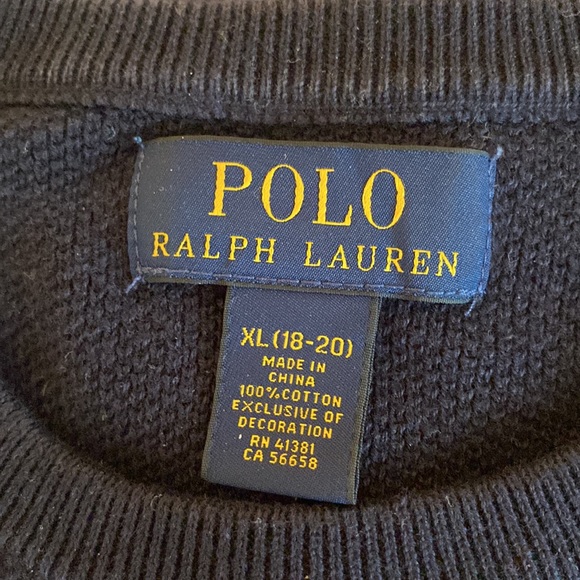 POLO
RALPH LAUREN
XL (18-20)
MADE IN
CHINA
100% COTTON
EXCLUSIVE OF
DECORATION
RN 41381
CA 56658